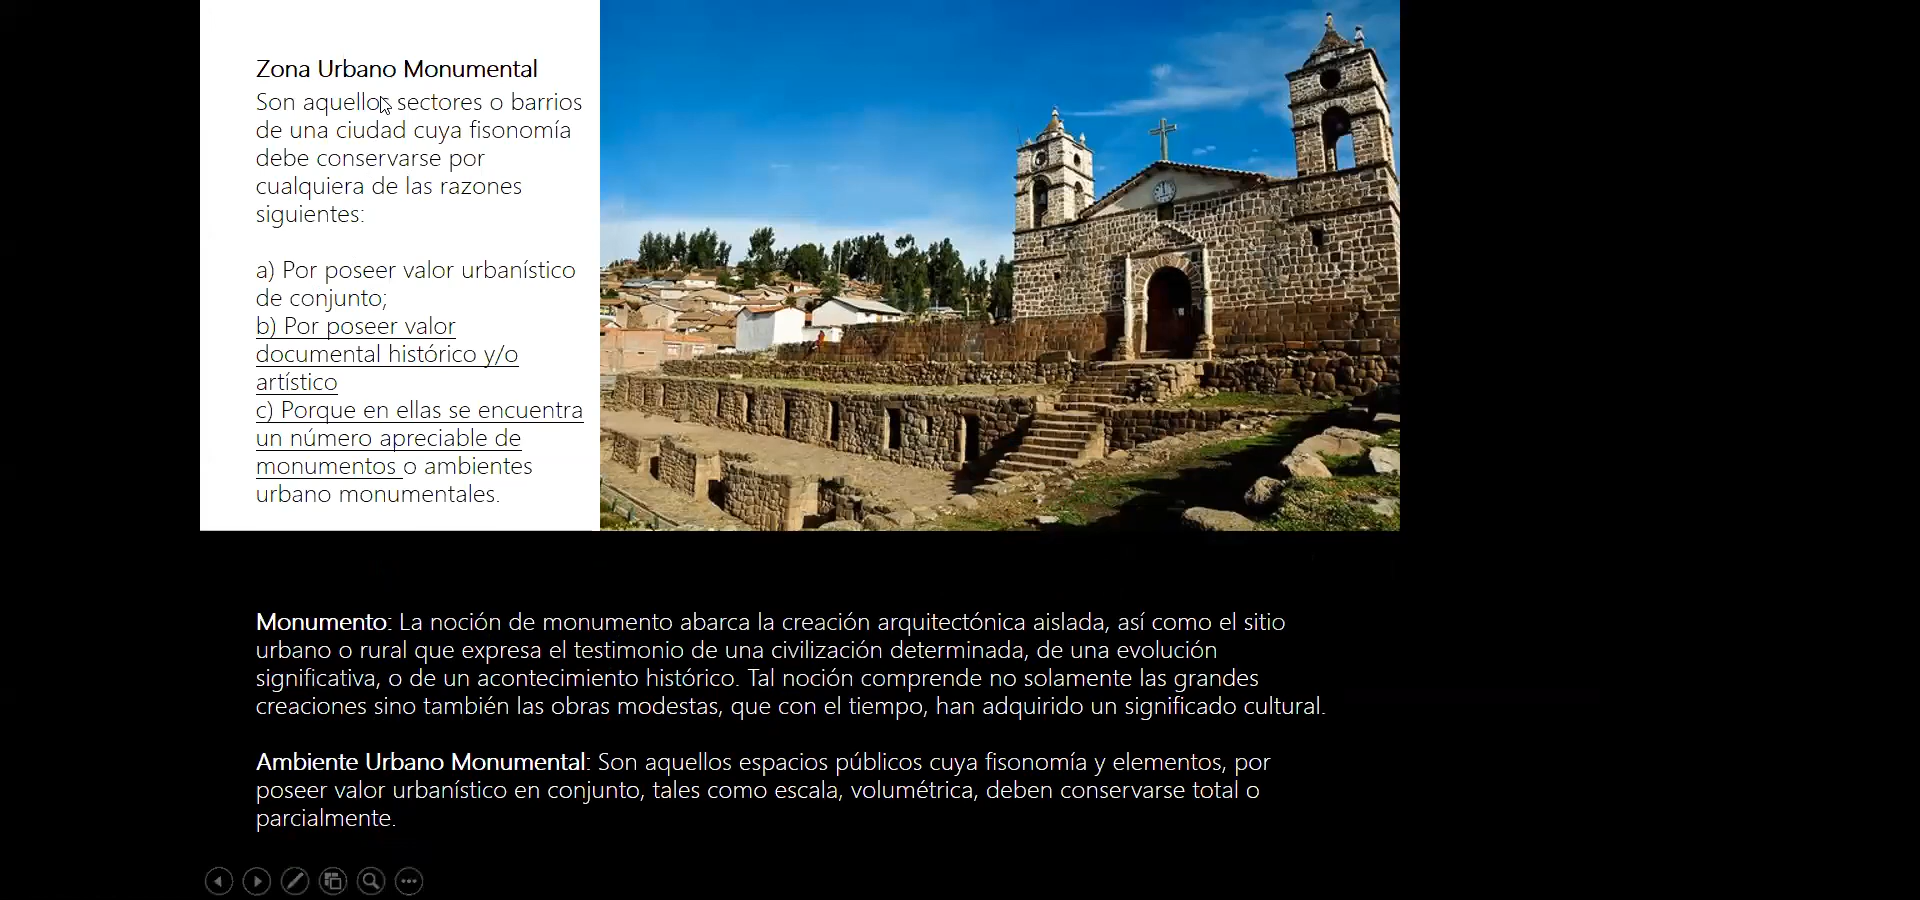 Zona Urbano Monumental
Son aquellos sectores o barrios
de una ciudad cuya fisonomía
debe conservarse por
cualquiera de las razones
siguientes:
a) Por poseer valor urbanístico
de conjunto;
b) Por poseer valor
documental histórico y/o
artístico
c) Porque en ellas se encuentra
un número apreciable de
monumentos o ambientes
urbano monumentales.
Monumento: La noción de monumento abarca la creación arquitectónica aislada, así como el sitio
urbano o rural que expresa el testimonio de una civilización determinada, de una evolución
significativa, o de un acontecimiento histórico. Tal noción comprende no solamente las grandes
creaciones sino también las obras modestas, que con el tiempo, han adquirido un significado cultural.
Ambiente Urbano Monumental: Son aquellos espacios públicos cuya fisonomía y elementos, por
poseer valor urbanístico en conjunto, tales como escala, volumétrica, deben conservarse total o
parcialmente.